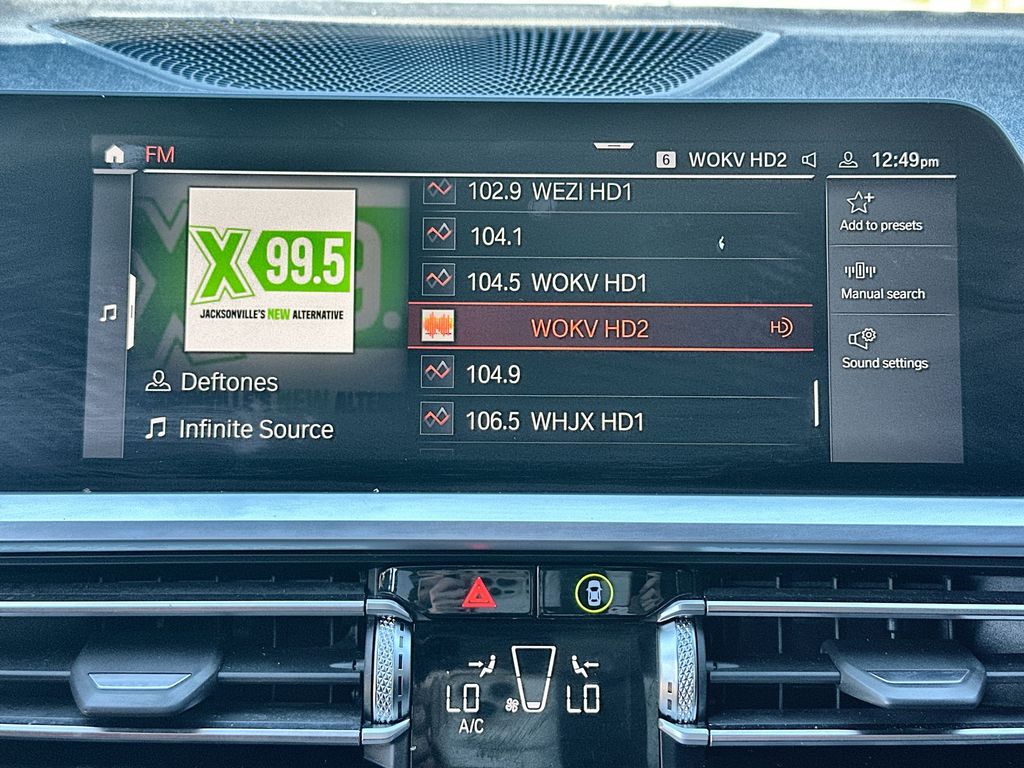 FM
6 WOKV HD2
12:49pm
X 99.5
JACKSONVILLE'S NEW ALTERNATIVE
Deftones
Infinite Source
102.9 WEZI HD1
104.1
104.5 WOKV HD1
WOKV HD2
HD
104.9
106.5 WHJX HD1
Add to presets
Manual search
Sound settings
LO
LO
A/C